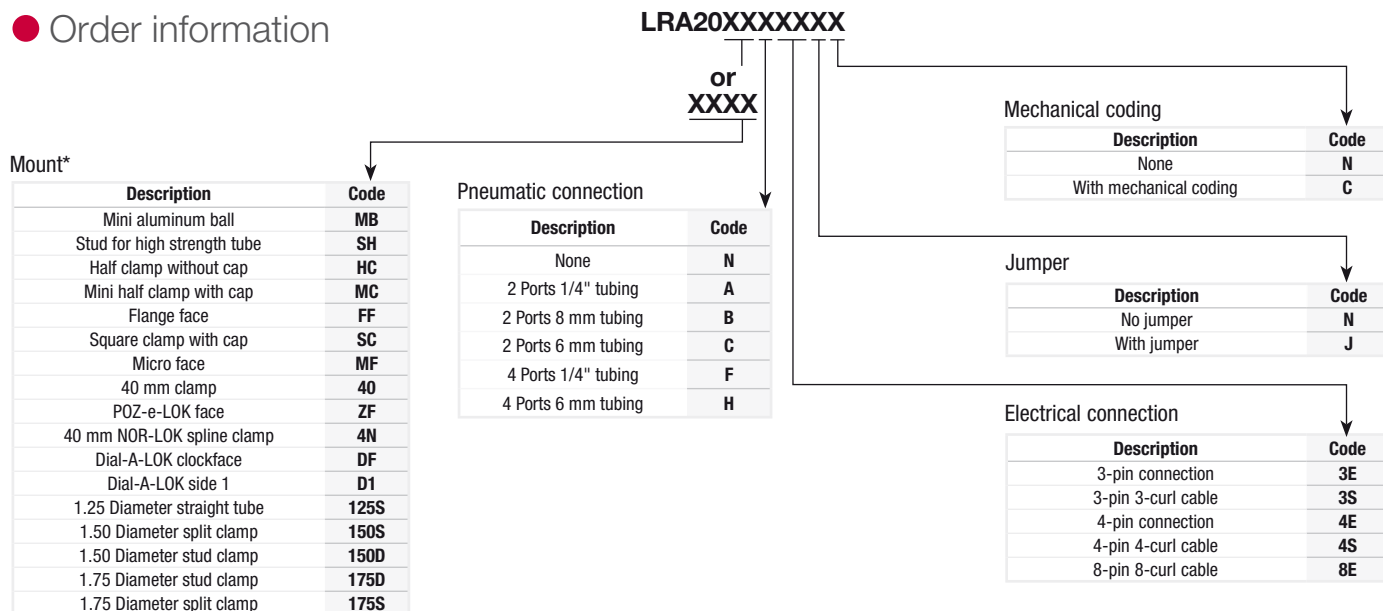 Order information
LRA20XXXXXXX
or
XXXX
Mount*
Description Code
Mini aluminum ball MB
Stud for high strength tube SH
Half clamp without cap HC
Mini half clamp with cap MC
Flange face FF
Square clamp with cap SC
Micro face MF
40 mm clamp 40
POZ-e-LOK face ZF
40 mm NOR-LOK spline clamp 4N
Dial-A-LOK clockface DF
Dial-A-LOK side 1 D1
1.25 Diameter straight tube 125S
1.50 Diameter split clamp 150S
1.50 Diameter stud clamp 150D
1.75 Diameter stud clamp 175D
1.75 Diameter split clamp 175S
Pneumatic connection
Description Code
None N
2 Ports 1/4" tubing A
2 Ports 8 mm tubing B
2 Ports 6 mm tubing C
4 Ports 1/4" tubing F
4 Ports 6 mm tubing H
Mechanical coding
Description Code
None N
With mechanical coding C
Jumper
Description Code
No jumper N
With jumper J
Electrical connection
Description Code
3-pin connection 3E
3-pin 3-curl cable 3S
4-pin connection 4E
4-pin 4-curl cable 4S
8-pin 8-curl cable 8E